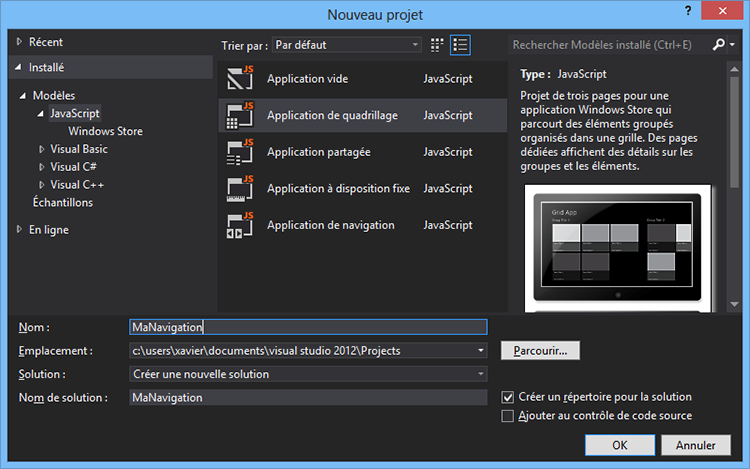 Nouveau projet
?
Récent
Trier par : Par défaut
Rechercher Modèles installé (Ctrl+E)
Installé
Modèles
JavaScript
Windows Store
Visual Basic
Visual C#
Visual C++
Échantillons
En ligne
JS Application vide JavaScript
JS Application de quadrillage JavaScript
JS Application partagée JavaScript
JS Application à disposition fixe JavaScript
JS Application de navigation JavaScript
Type : JavaScript
Projet de trois pages pour une
application Windows Store qui
parcourt des éléments groupés
organisés dans une grille. Des pages
dédiées affichent des détails sur les
groupes et les éléments.
Grid App
Nom : MaNavigation
Emplacement : c:\users\xavier\documents\visual studio 2012\Projects
Parcourir...
Solution : Créer une nouvelle solution
Nom de solution : MaNavigation
Créer un répertoire pour la solution
Ajouter au contrôle de code source
OK Annuler